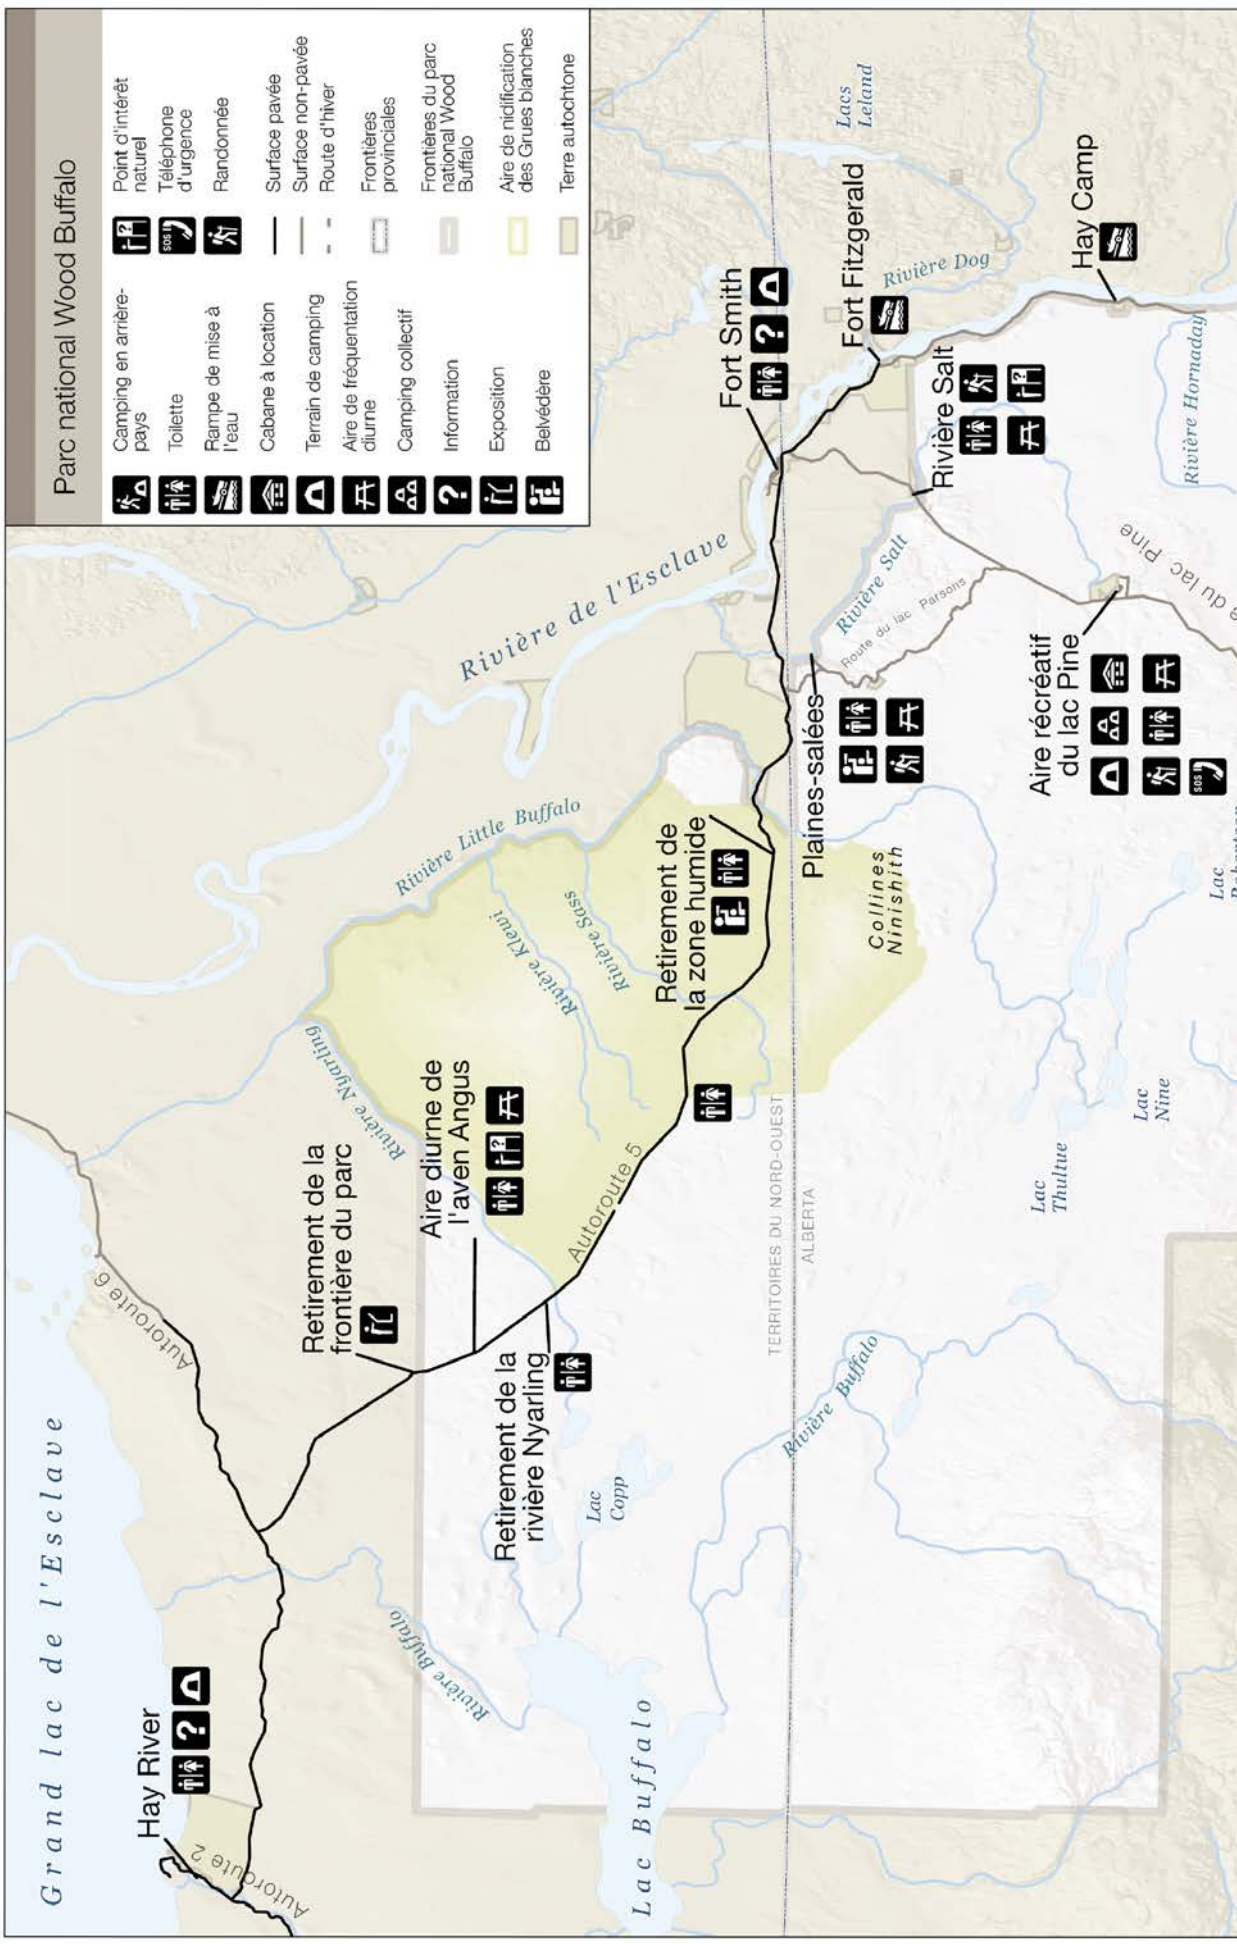 Parc national Wood Buffalo
Camping en arrière-
pays
Toilette
Rampe de mise à
l'eau
Cabane à location
Terrain de camping
Aire de fréquentation
diurne
Camping collectif
Information
Exposition
Belvédère
Point d'intérêt
naturel
Téléphone
d'urgence
Randonnée
Surface pavée
Surface non-pavée
Route d'hiver
Frontières
provinciales
Frontières du parc
national Wood
Buffalo
Aire de nidification
des Grues blanches
Terre autochtone
SOS
Grand lac de l'Esclave
Hay River
Autoroute 2
Autoroute 6
Retirement de la
frontière du parc
Aire diurne de
l'aven Angus
Retirement de la
rivière Nyarling
Rivière Nyarling
Rivière Buffalo
Lac
Copp
Lac Buffalo
Autoroute 5
Rivière Little Buffalo
Rivière Klewi
Rivière Sass
Retirement de
la zone humide
Rivière de l'Esclave
Fort Smith
Fort Fitzgerald
Lacs
Leland
Rivière Dog
Hay Camp
Rivière Salt
Rivière Salt
Route du lac Parsons
Rivière Hornaday
Plaines-salées
Collines
Ninishith
Aire récréatif
du lac Pine
SOS
du lac Pine
TERRITOIRES DU NORD-OUEST
ALBERTA
Rivière Buffalo
Lac
Thultue
Lac
Nine
Lac